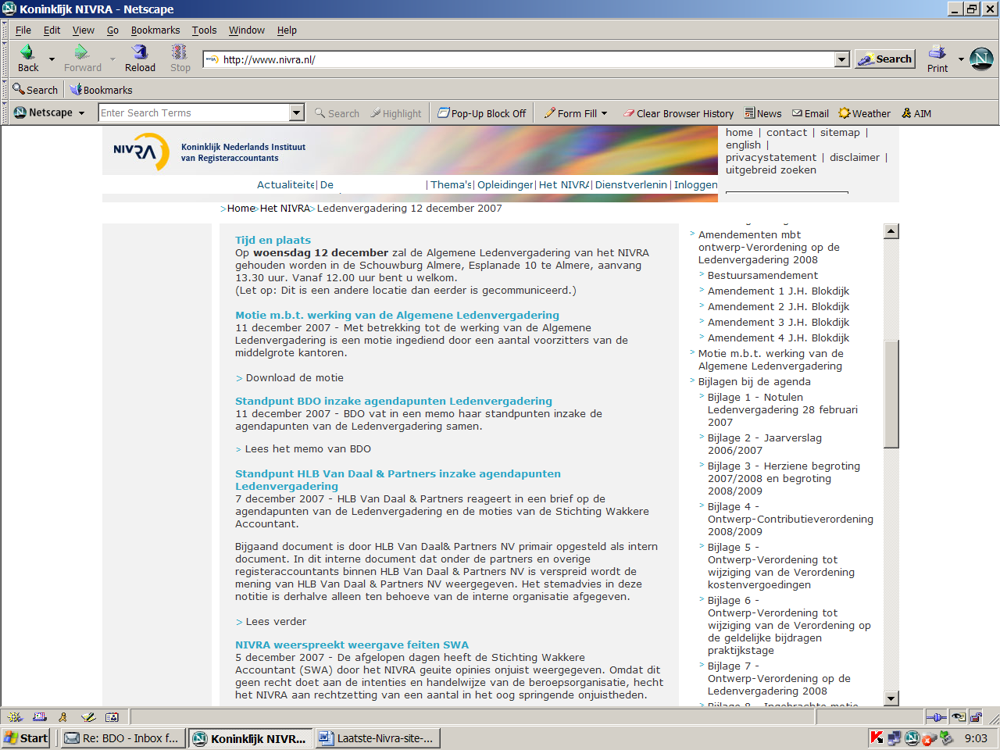 Koninklijk NIVRA - Netscape
File Edit View Go Bookmarks Tools Window Help
Back Forward Reload Stop http://www.nivra.nl/ Search Print
Search Bookmarks
Netscape Enter Search Terms Search Highlight Pop-Up Block Off Form Fill Clear Browser History News Email Weather AIM
NIVRA Koninklijk Nederlands Instituut
van Registeraccountants
home | contact | sitemap |
english |
privacystatement | disclaimer |
uitgebreid zoeken
Actualiteite | De | Thema's | Opleidinger | Het NIVRA | Dienstverlenin | Inloggen
>Home >Het NIVRA >Ledenvergadering 12 december 2007
Tijd en plaats
Op woensdag 12 december zal de Algemene Ledenvergadering van het NIVRA
gehouden worden in de Schouwburg Almere, Esplanade 10 te Almere, aanvang
13.30 uur. Vanaf 12.00 uur bent u welkom.
(Let op: Dit is een andere locatie dan eerder is gecommuniceerd.)
Motie m.b.t. werking van de Algemene Ledenvergadering
11 december 2007 - Met betrekking tot de werking van de Algemene
Ledenvergadering is een motie ingediend door een aantal voorzitters van de
middelgrote kantoren.
> Download de motie
Standpunt BDO inzake agendapunten Ledenvergadering
11 december 2007 - BDO vat in een memo haar standpunten inzake de
agendapunten van de Ledenvergadering samen.
> Lees het memo van BDO
Standpunt HLB Van Daal & Partners inzake agendapunten
Ledenvergadering
7 december 2007 - HLB Van Daal & Partners reageert in een brief op de
agendapunten van de Ledenvergadering en de moties van de Stichting Wakkere
Accountant.
Bijgaand document is door HLB Van Daal& Partners NV primair opgesteld als intern
document. In dit interne document dat onder de partners en overige
registeraccountants binnen HLB Van Daal & Partners NV is verspreid wordt de
mening van HLB Van Daal & Partners NV weergegeven. Het stemadvies in deze
notitie is derhalve alleen ten behoeve van de interne organisatie afgegeven.
> Lees verder
NIVRA weerspreekt weergave feiten SWA
5 december 2007 - De afgelopen dagen heeft de Stichting Wakkere
Accountant (SWA) door het NIVRA geuite opinies onjuist weergegeven. Omdat dit
geen recht doet aan de intenties en handelwijze van de beroepsorganisatie, hecht
het NIVRA aan rechtzetting van een aantal in het oog springende onjuistheden.
> Amendementen mbt
ontwerp-Verordening op de
Ledenvergadering 2008
> Bestuursamendement
> Amendement 1 J.H. Blokdijk
> Amendement 2 J.H. Blokdijk
> Amendement 3 J.H. Blokdijk
> Amendement 4 J.H. Blokdijk
> Motie m.b.t. werking van de
Algemene Ledenvergadering
> Bijlagen bij de agenda
> Bijlage 1 - Notulen
Ledenvergadering 28 februari
2007
> Bijlage 2 - Jaarverslag
2006/2007
> Bijlage 3 - Herziene begroting
2007/2008 en begroting
2008/2009
> Bijlage 4 -
Ontwerp-Contributieverordening
2008/2009
> Bijlage 5 -
Ontwerp-Verordening tot
wijziging van de Verordening
kostenvergoedingen
> Bijlage 6 -
Ontwerp-Verordening tot
wijziging van de Verordening op
de geldelijke bijdragen
praktijkstage
> Bijlage 7 -
Ontwerp-Verordening op de
Ledenvergadering 2008
> Bijlage 8 - Ingebrachte motie
Start Re: BDO - Inbox f... Koninklijk NIVR... Laatste-Nivra-site-... 9:03